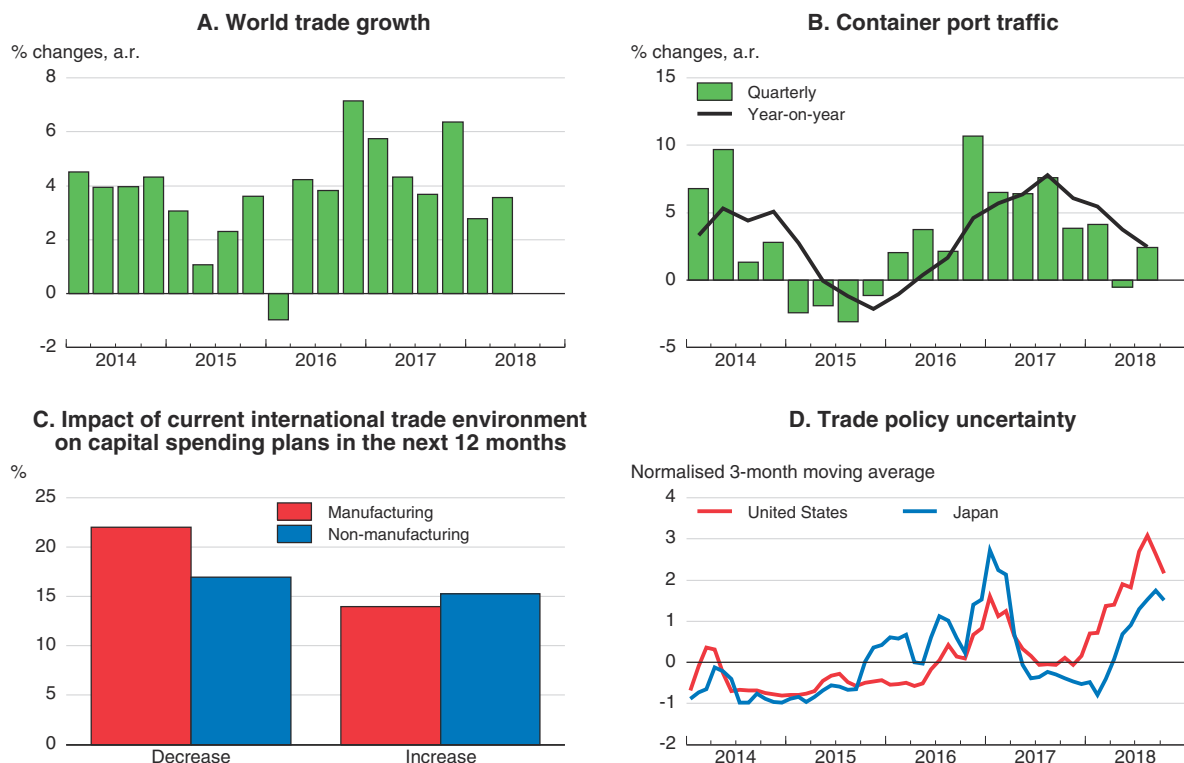 A. World trade growth
% changes, a.r.
8
6
4
2
0
-2
2014 2015 2016 2017 2018
B. Container port traffic
% changes, a.r.
15
Quarterly
Year-on-year
10
5
0
-5
2014 2015 2016 2017 2018
C. Impact of current international trade environment
on capital spending plans in the next 12 months
%
25
Manufacturing
Non-manufacturing
20
15
10
5
0
Decrease Increase
D. Trade policy uncertainty
Normalised 3-month moving average
4
United States Japan
3
2
1
0
-1
-2
2014 2015 2016 2017 2018